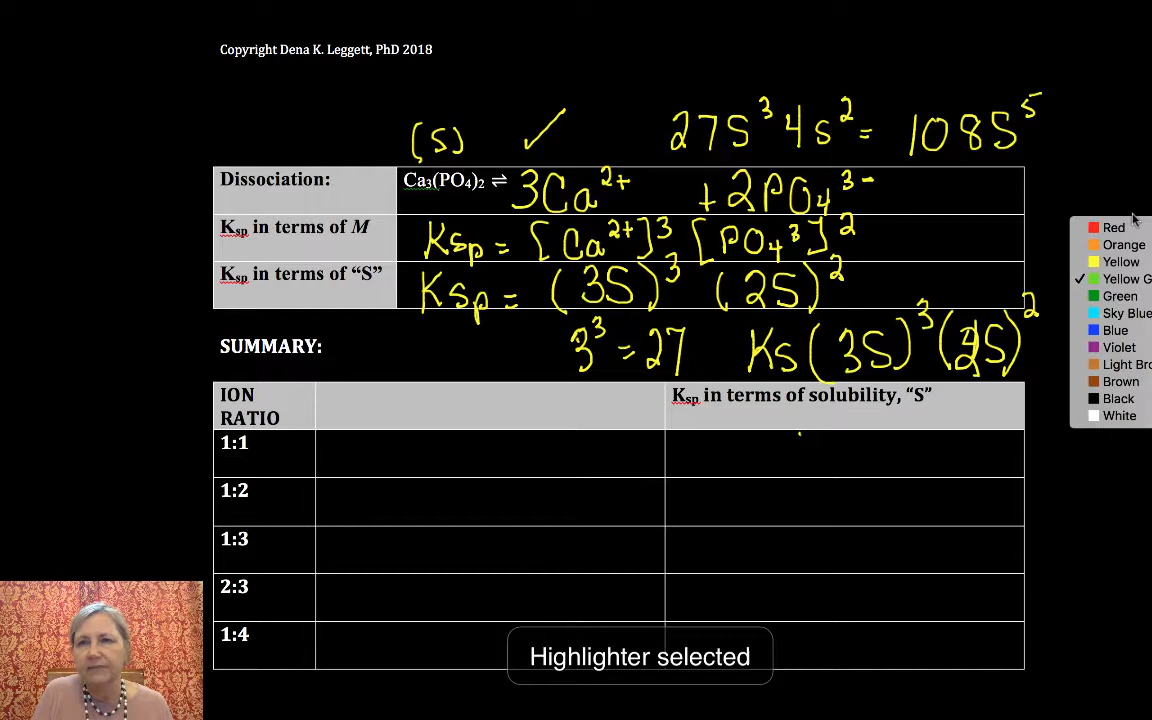 Copyright Dena K. Leggett, PhD 2018
(S) ✓ 27S³ 4s² = 108S⁵
Dissociation: Ca₃(PO₄)₂ ⇌ 3Ca²⁺ + 2PO₄³⁻
Ksp in terms of M Ksp = [Ca²⁺]³ [PO₄³]²
Ksp in terms of “S” Ksp = (3S)³ (2S)²
SUMMARY: 3³ = 27 Ks (3S)³ (2S)²
ION RATIO Ksp in terms of solubility, “S”
1:1
1:2
1:3
2:3
1:4
Red
Orange
Yellow
✓ Yellow G
Green
Sky Blue
Blue
Violet
Light Bro
Brown
Black
White
Highlighter selected